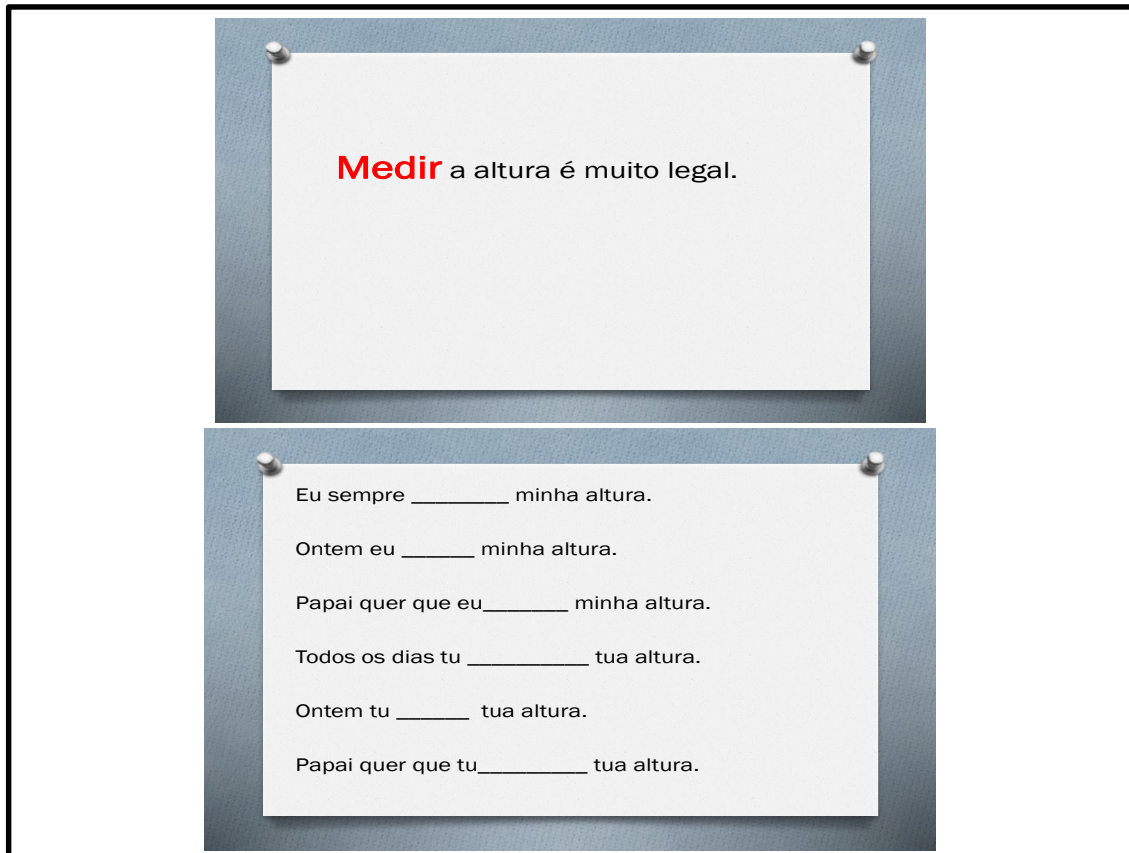 Medir a altura é muito legal.
Eu sempre ________ minha altura.
Ontem eu ______ minha altura.
Papai quer que eu_______ minha altura.
Todos os dias tu __________ tua altura.
Ontem tu ______ tua altura.
Papai quer que tu_________ tua altura.